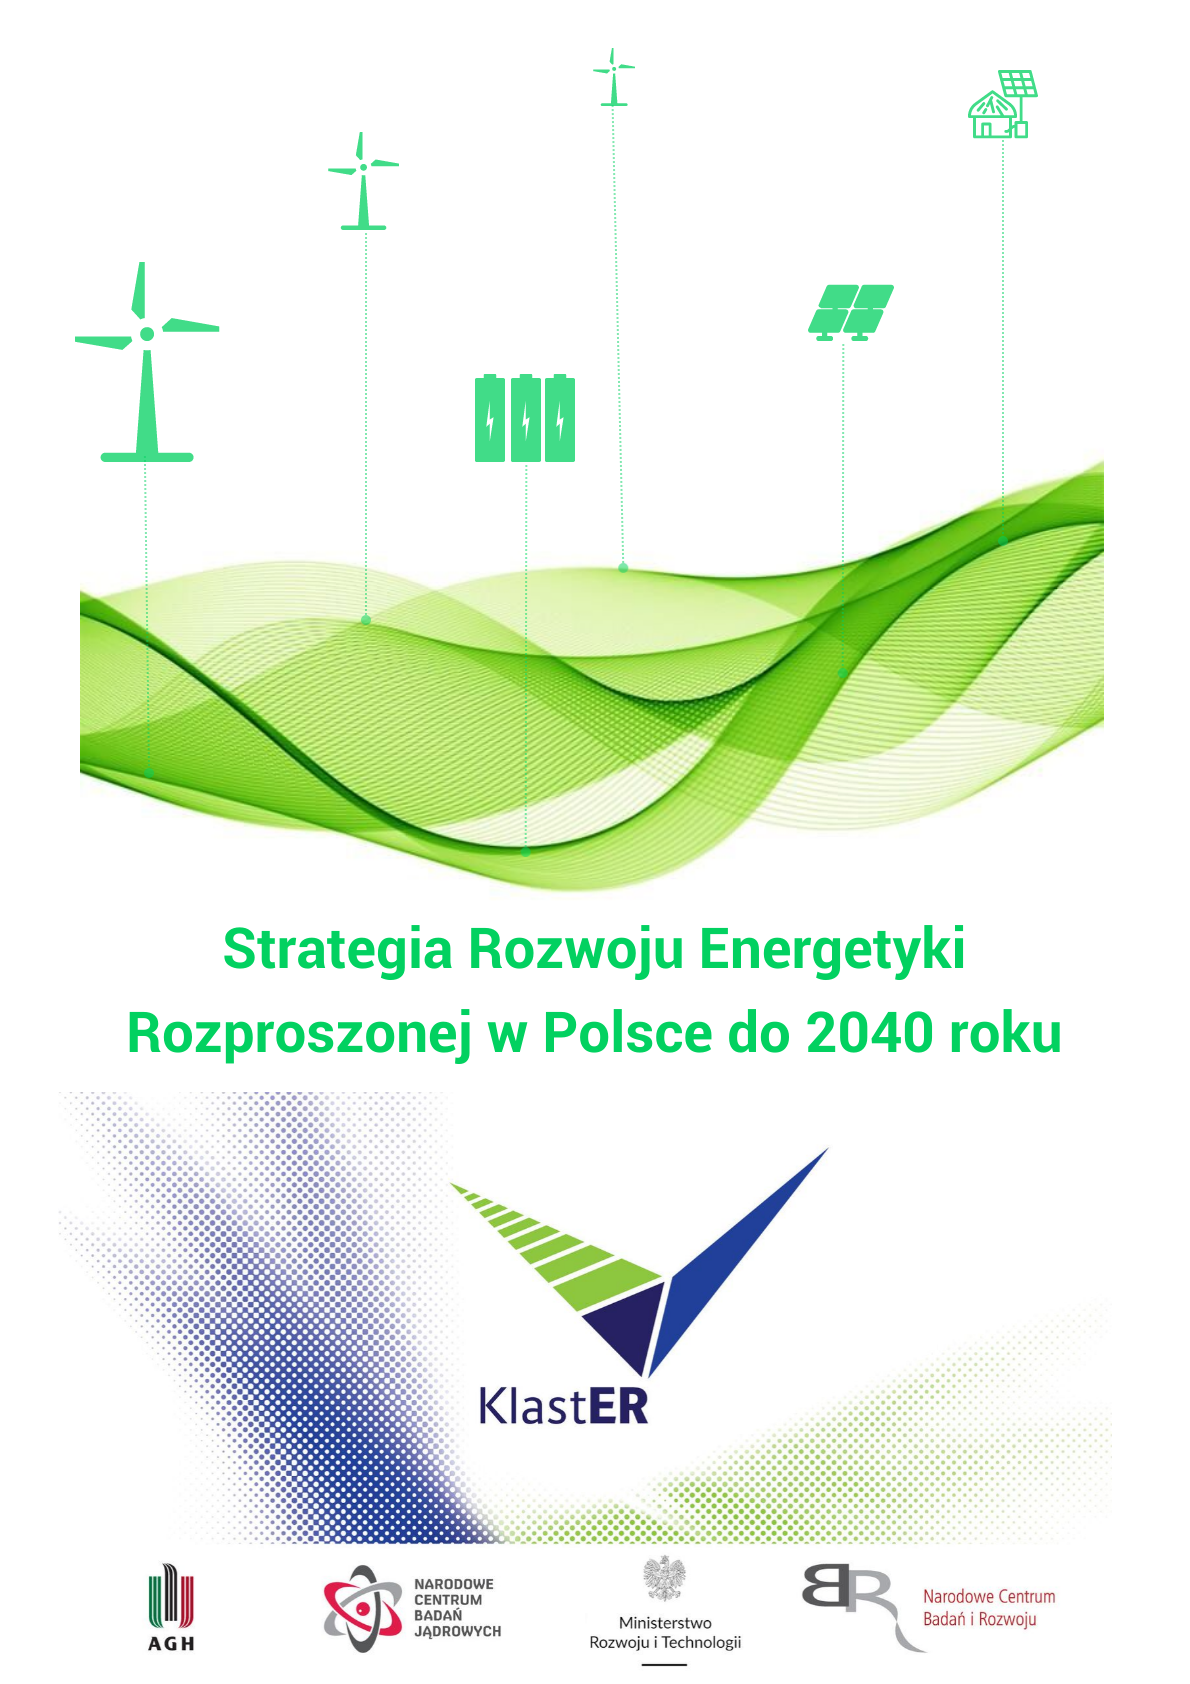 Strategia Rozwoju Energetyki
Rozproszonej w Polsce do 2040 roku
KlastER
AGH
NARODOWE
CENTRUM
BADAŃ
JĄDROWYCH
Ministerstwo
Rozwoju i Technologii
BR
Narodowe Centrum
Badań i Rozwoju